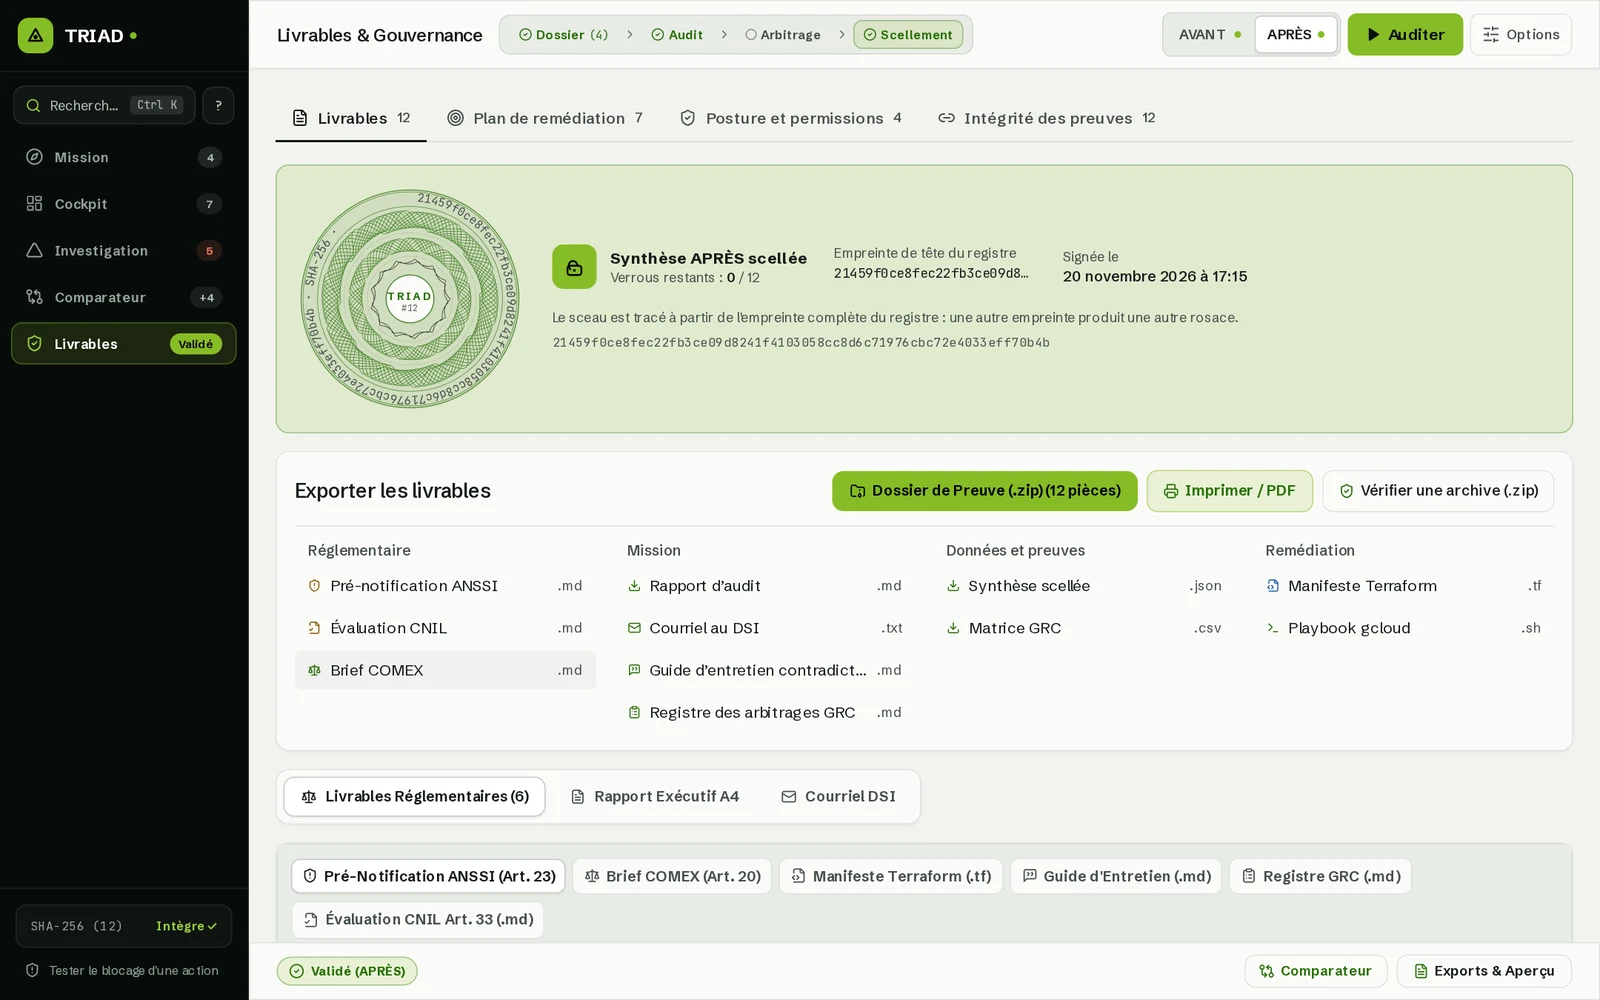 TRIAD
Recherch... Ctrl K ?
Mission 4
Cockpit 7
Investigation 5
Comparateur +4
Livrables Validé
SHA-256 (12) Intègre
Tester le blocage d'une action
Livrables & Gouvernance
Dossier (4) Audit Arbitrage Scellement
AVANT APRÈS Auditer Options
Livrables 12 Plan de remédiation 7 Posture et permissions 4 Intégrité des preuves 12
21459f0ce8fec22fb3ce09d8241f4103058cc8d6c71976cbc72e4033eff70b4b · SHA-256 ·
TRIAD
#12
Synthèse APRÈS scellée
Verrous restants : 0 / 12
Empreinte de tête du registre
21459f0ce8fec22fb3ce09d8…
Signée le
20 novembre 2026 à 17:15
Le sceau est tracé à partir de l'empreinte complète du registre : une autre empreinte produit une autre rosace.
21459f0ce8fec22fb3ce09d8241f4103058cc8d6c71976cbc72e4033eff70b4b
Exporter les livrables
Dossier de Preuve (.zip)(12 pièces) Imprimer / PDF Vérifier une archive (.zip)
Réglementaire
Pré-notification ANSSI .md
Évaluation CNIL .md
Brief COMEX .md
Mission
Rapport d'audit .md
Courriel au DSI .txt
Guide d'entretien contradict... .md
Registre des arbitrages GRC .md
Données et preuves
Synthèse scellée .json
Matrice GRC .csv
Remédiation
Manifeste Terraform .tf
Playbook gcloud .sh
Livrables Réglementaires (6) Rapport Exécutif A4 Courriel DSI
Pré-Notification ANSSI (Art. 23) Brief COMEX (Art. 20) Manifeste Terraform (.tf) Guide d'Entretien (.md) Registre GRC (.md)
Évaluation CNIL Art. 33 (.md)
Validé (APRÈS) Comparateur Exports & Aperçu